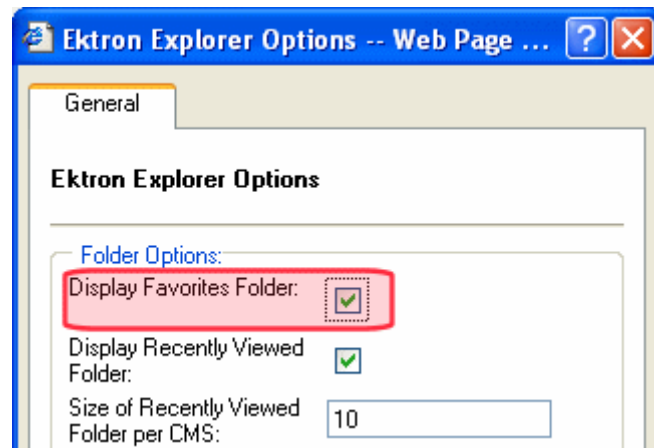 Ektron Explorer Options -- Web Page ...
General
Ektron Explorer Options
Folder Options:
Display Favorites Folder:
Display Recently Viewed
Folder:
Size of Recently Viewed
Folder per CMS:
10